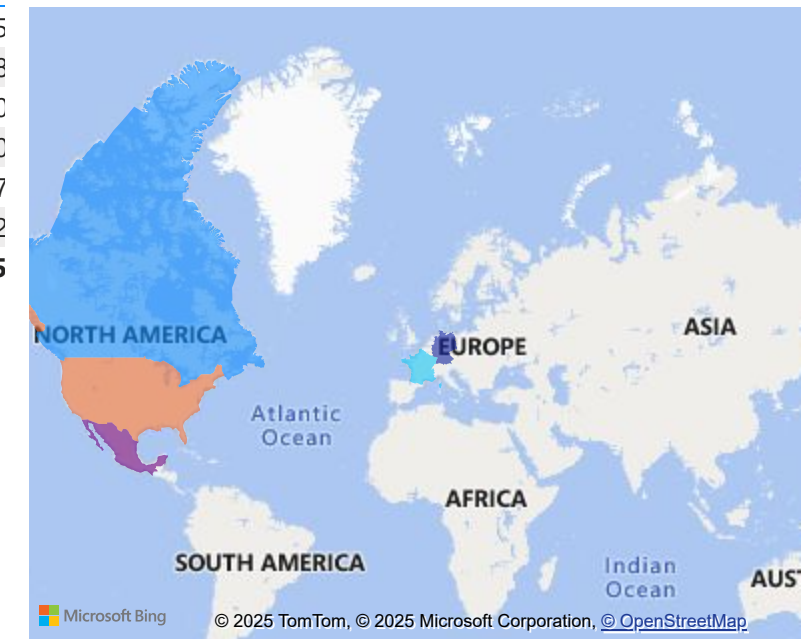 NORTH AMERICA
EUROPE
ASIA
Atlantic
Ocean
AFRICA
SOUTH AMERICA
Indian
Ocean
AUST
Microsoft Bing
© 2025 TomTom, © 2025 Microsoft Corporation, © OpenStreetMap